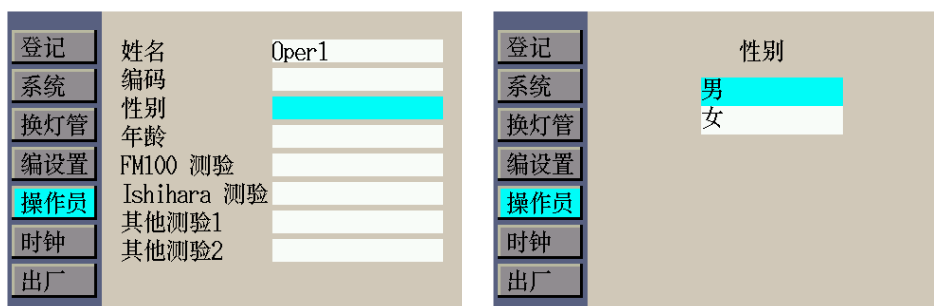 登记
系统
换灯管
编设置
操作员
时钟
出厂
姓名 Oper1
编码
性别
年龄
FM100 测验
Ishihara 测验
其他测验1
其他测验2
登记
系统
换灯管
编设置
操作员
时钟
出厂
性别
男
女